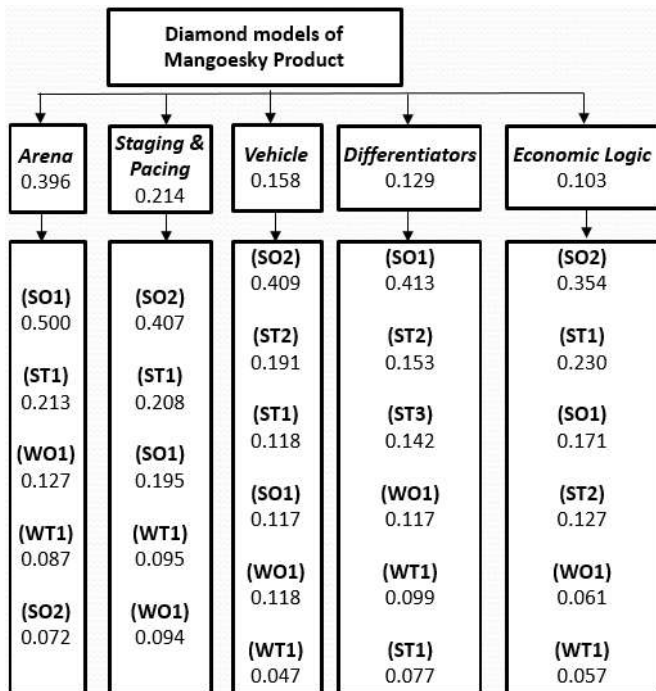 Diamond models of
Mangoesky Product
Arena
0.396
Staging &
Pacing
0.214
Vehicle
0.158
Differentiators
0.129
Economic Logic
0.103
(SO1)
0.500
(ST1)
0.213
(WO1)
0.127
(WT1)
0.087
(SO2)
0.072
(SO2)
0.407
(ST1)
0.208
(SO1)
0.195
(WT1)
0.095
(WO1)
0.094
(SO2)
0.409
(ST2)
0.191
(ST1)
0.118
(SO1)
0.117
(WO1)
0.118
(WT1)
0.047
(SO1)
0.413
(ST2)
0.153
(ST3)
0.142
(WO1)
0.117
(WT1)
0.099
(ST1)
0.077
(SO2)
0.354
(ST1)
0.230
(SO1)
0.171
(ST2)
0.127
(WO1)
0.061
(WT1)
0.057